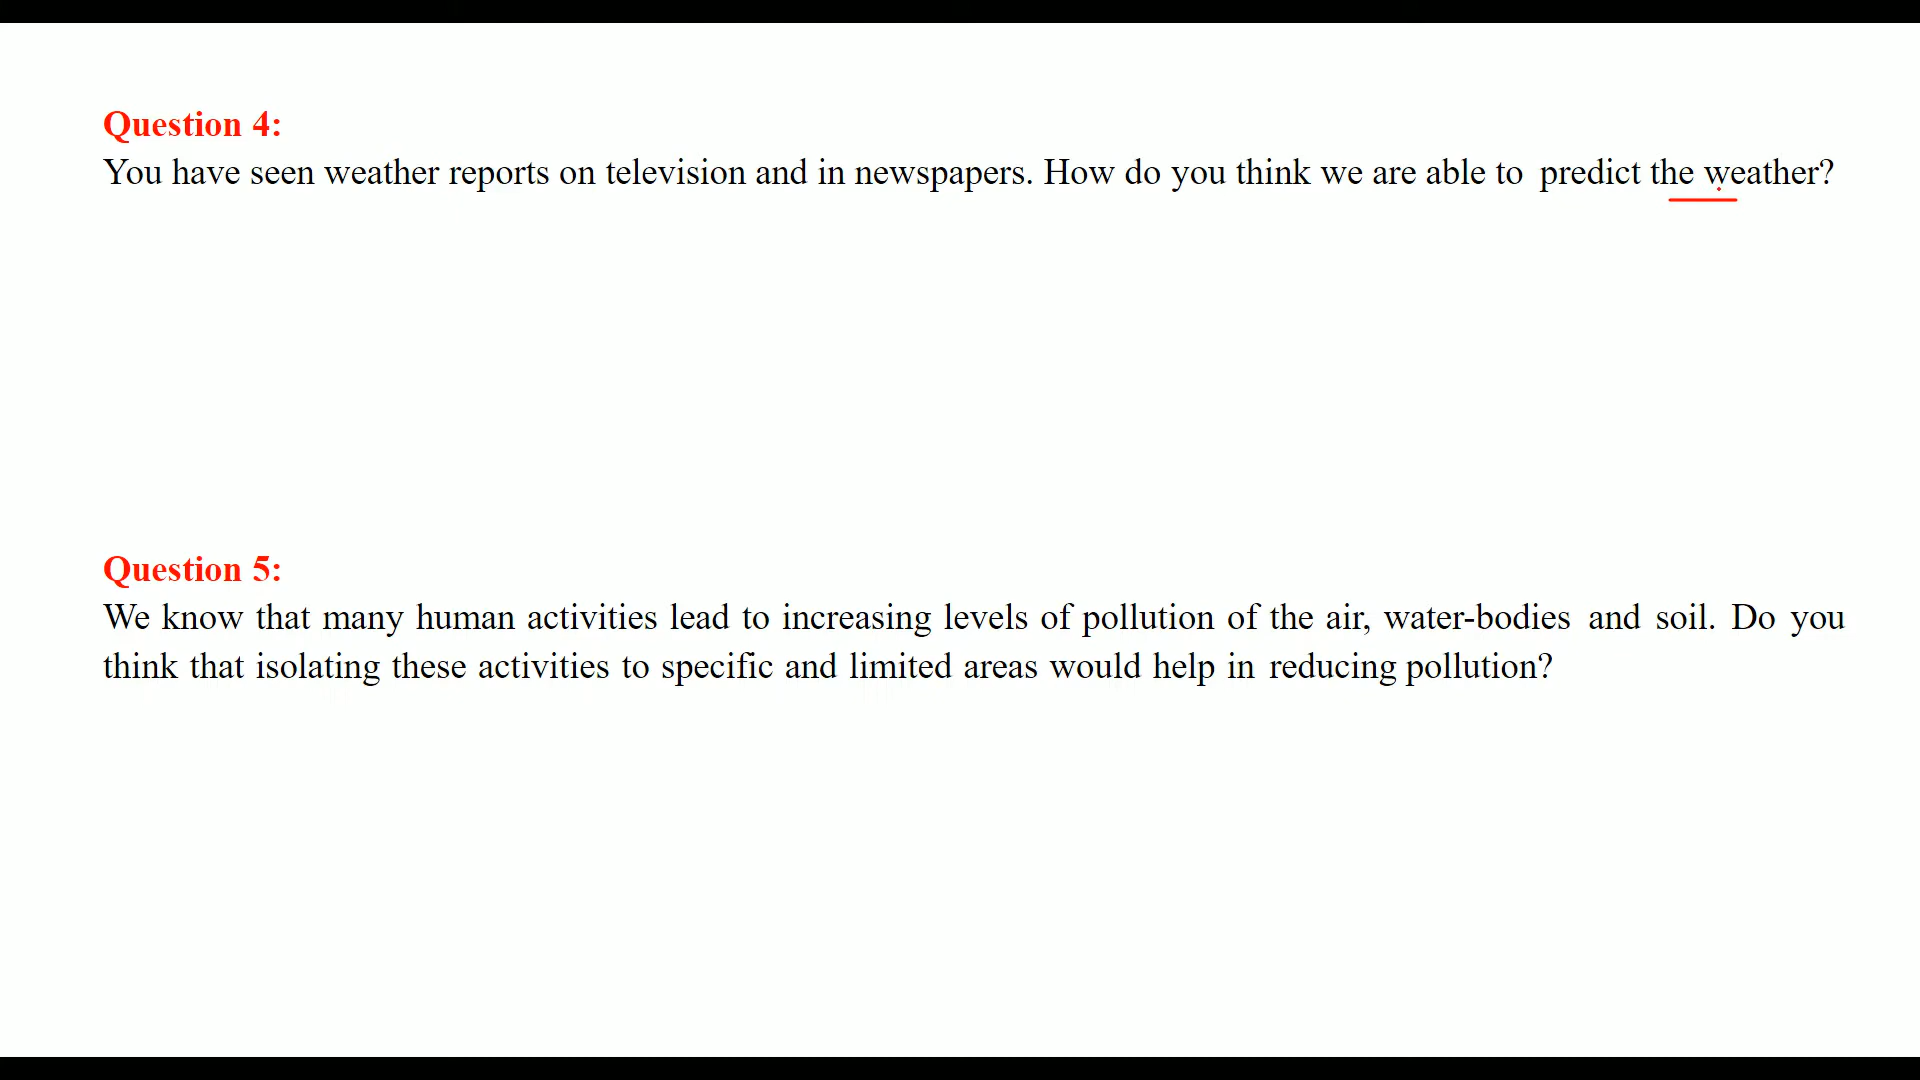 Question 4:
You have seen weather reports on television and in newspapers. How do you think we are able to predict the weather?
Question 5:
We know that many human activities lead to increasing levels of pollution of the air, water-bodies and soil. Do you
think that isolating these activities to specific and limited areas would help in reducing pollution?